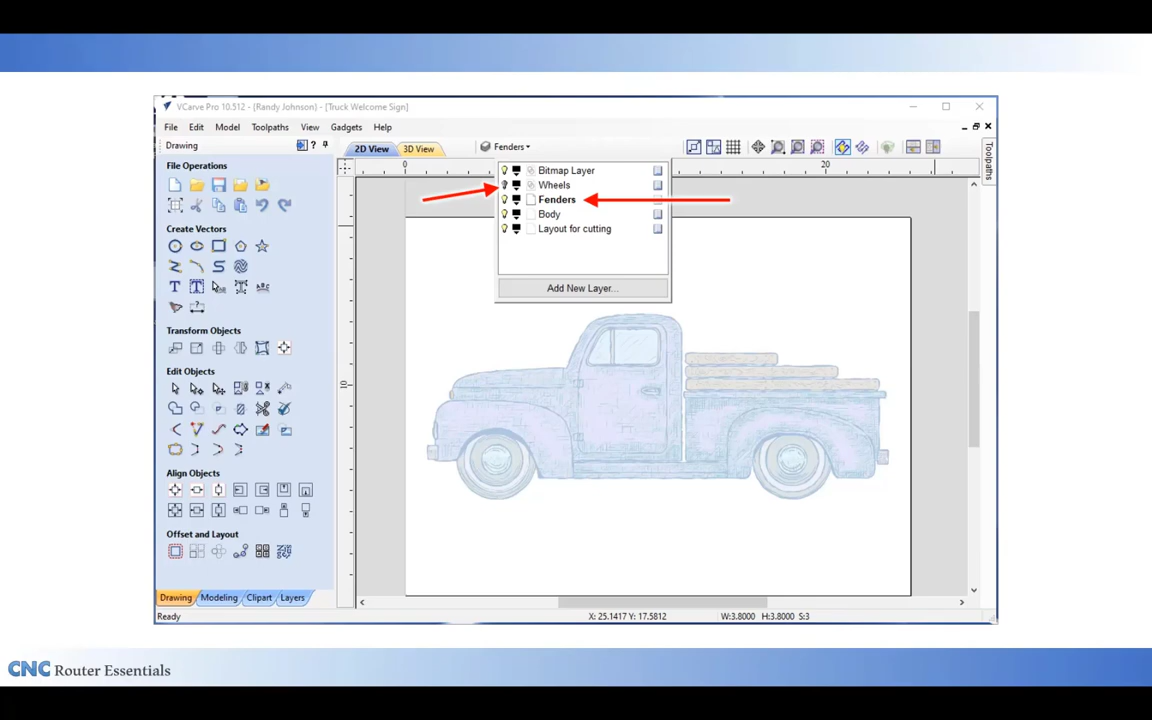 VCarve Pro 10.512 - {Randy Johnson} - [Truck Welcome Sign]
File Edit Model Toolpaths View Gadgets Help
Drawing
2D View 3D View Fenders
File Operations
Create Vectors
Transform Objects
Edit Objects
Align Objects
Offset and Layout
Drawing Modeling Clipart Layers
Ready
0
20
10
Bitmap Layer
Wheels
Fenders
Body
Layout for cutting
Add New Layer...
Toolpaths
X: 25.1417 Y: 17.5812 W:3.8000 H:3.8000 S:3
CNC Router Essentials